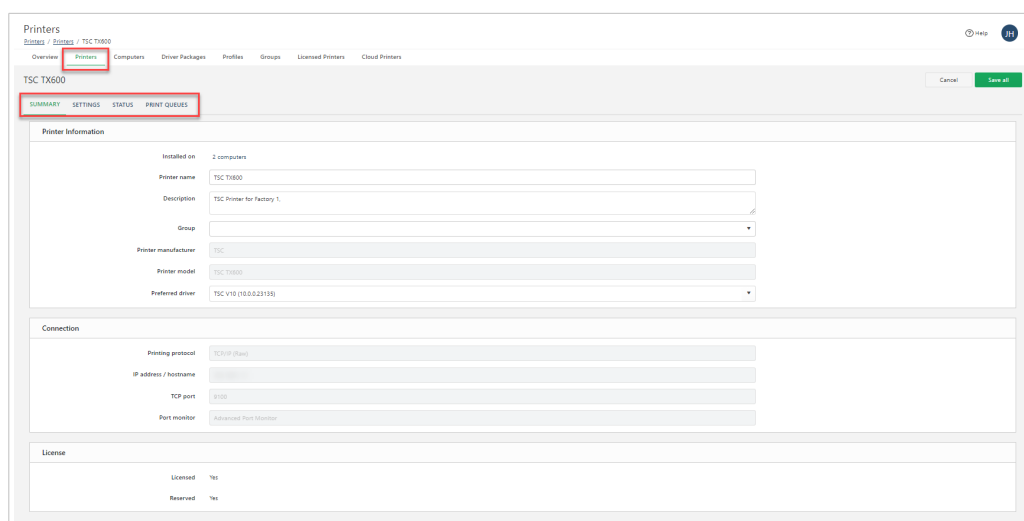 Printers
Printers / Printers / TSC TX600
Help
JH
Overview Printers Computers Driver Packages Profiles Groups Licensed Printers Cloud Printers
TSC TX600
Cancel Save all
SUMMARY SETTINGS STATUS PRINT QUEUES
Printer Information
Installed on 2 computers
Printer name TSC TX600
Description TSC Printer for Factory 1.
Group
Printer manufacturer TSC
Printer model TSC TX600
Preferred driver TSC V10 (10.0.0.23135)
Connection
Printing protocol TCP/IP (Raw)
IP address / hostname
TCP port 9100
Port monitor Advanced Port Monitor
License
Licensed Yes
Reserved Yes